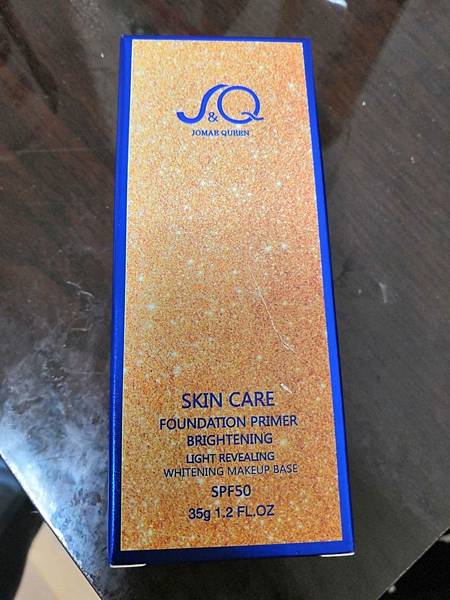 J&Q
JOMAR QUEEN
SKIN CARE
FOUNDATION PRIMER
BRIGHTENING
LIGHT REVEALING
WHITENING MAKEUP BASE
SPF50
35g 1.2 FL.OZ